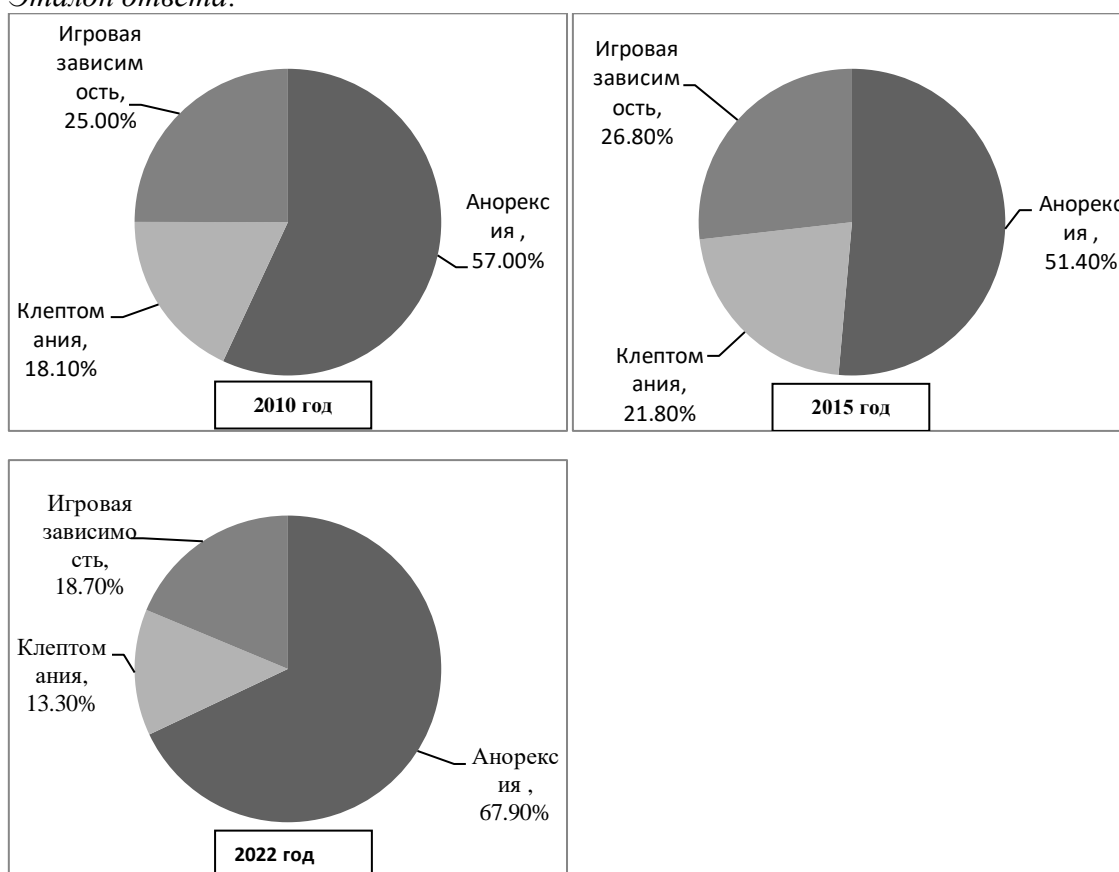 Эталон ответа:
Игровая
зависим
ость,
25.00%
Анорекс
ия ,
57.00%
Клептом
ания,
18.10%
2010 год
Игровая
зависим
ость,
26.80%
Анорекс
ия ,
51.40%
Клептом
ания,
21.80%
2015 год
Игровая
зависимо
сть,
18.70%
Клептом
ания,
13.30%
Анорекс
ия ,
67.90%
2022 год